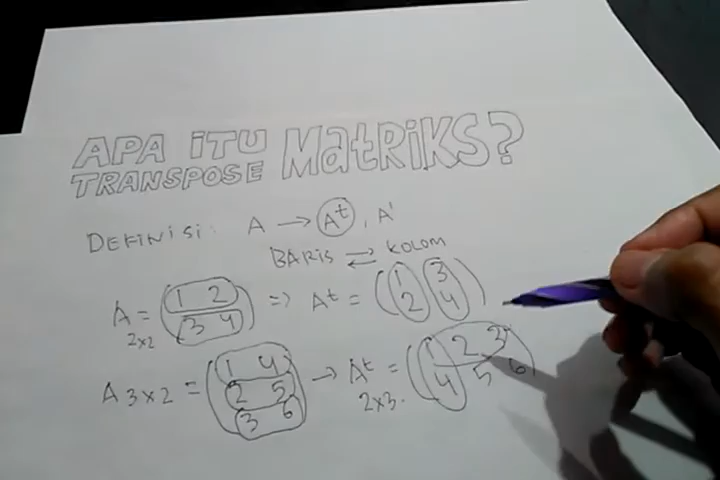 APA iTU TRANSPOSE MatRiKS?
DEFINISI: A → Aᵗ, A'
BARIS ⇄ KOLOM
A 2x2 = (1 2 / 3 4) => Aᵗ = (1 3 / 2 4)
A 3x2 = (1 4 / 2 5 / 3 6) → Aᵗ 2x3 = (1 2 3 / 4 5 6)